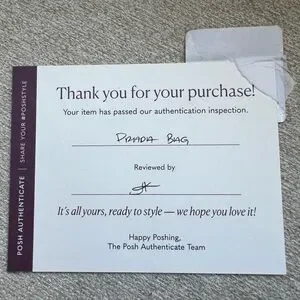 Thank you for your purchase!
Your item has passed our authentication inspection.
PRADA BAG
Reviewed by
It's all yours, ready to style — we hope you love it!
Happy Poshing,
The Posh Authenticate Team
POSH AUTHENTICATE | SHARE YOUR #POSHSTYLE